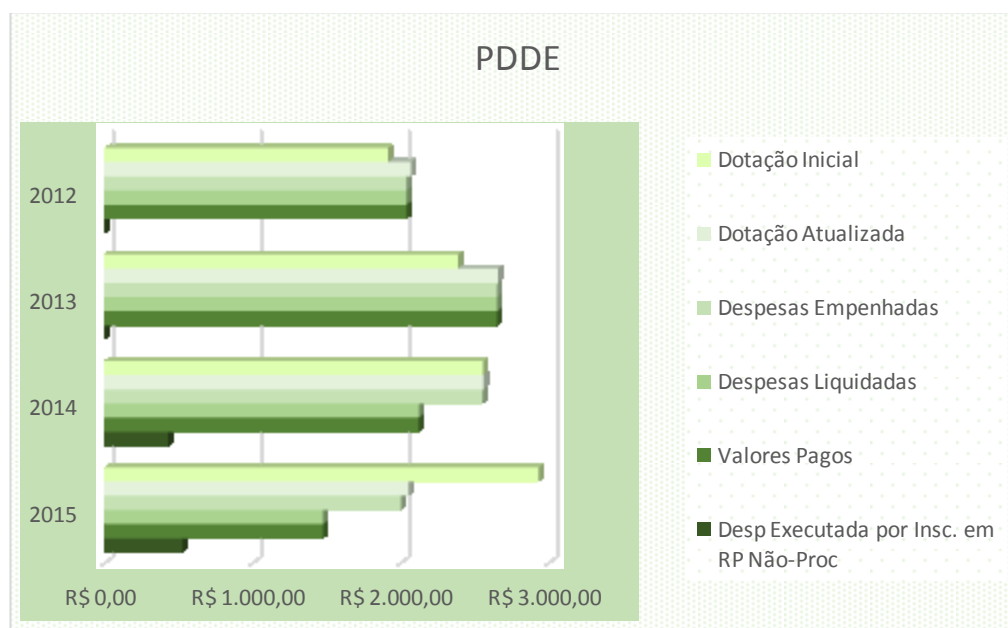 PDDE
2012
2013
2014
2015
R$ 0,00
R$ 1.000,00
R$ 2.000,00
R$ 3.000,00
Dotação Inicial
Dotação Atualizada
Despesas Empenhadas
Despesas Liquidadas
Valores Pagos
Desp Executada por Insc. em
RP Não-Proc